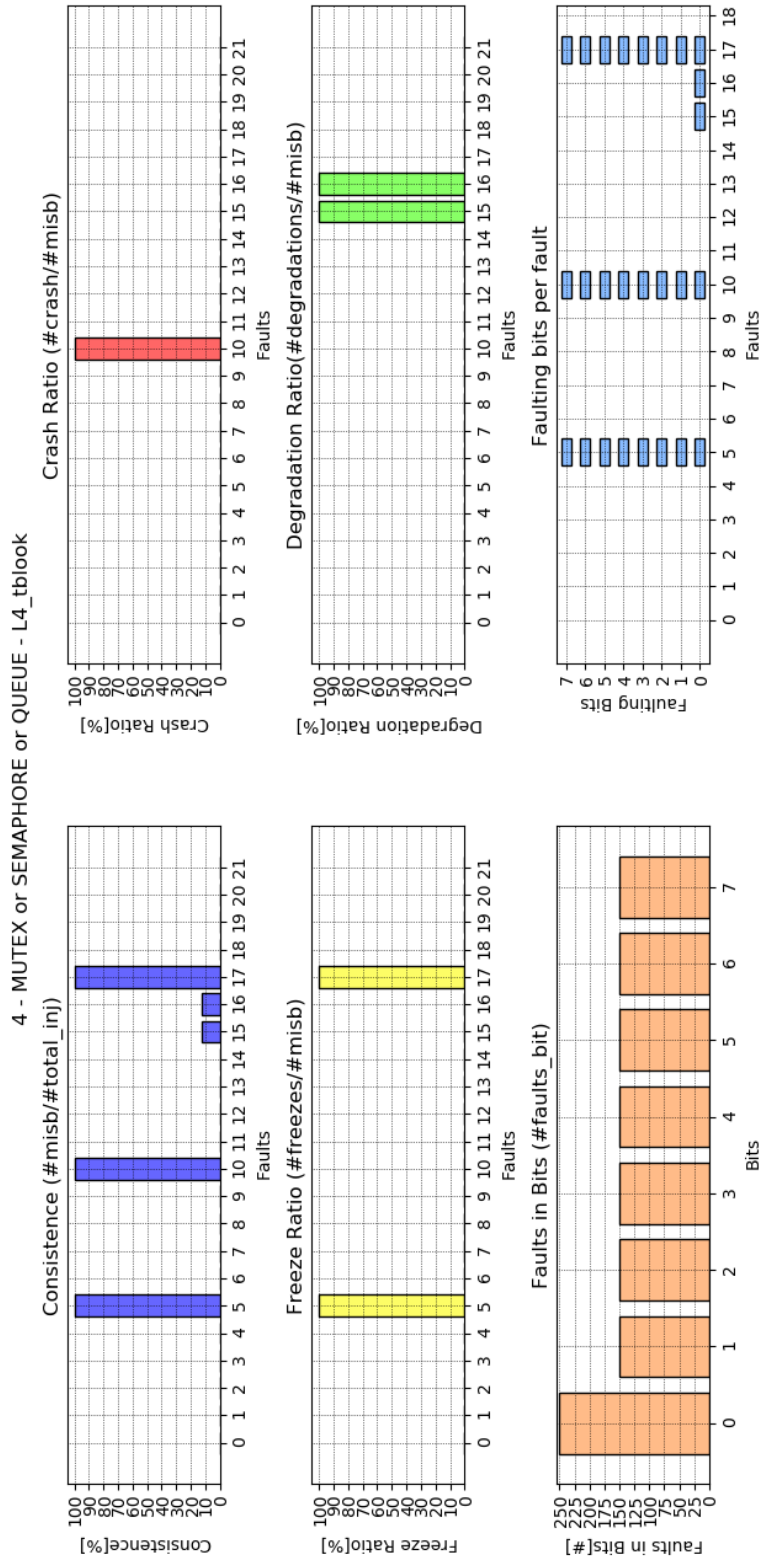 4 - MUTEX or SEMAPHORE or QUEUE - L4_tblook
Consistence (#misb/#total_inj)
Consistence[%]
100
90
80
70
60
50
40
30
20
10
0
0 1 2 3 4 5 6 7 8 9 10 11 12 13 14 15 16 17 18 19 20 21
Faults
Crash Ratio (#crash/#misb)
Crash Ratio[%]
100
90
80
70
60
50
40
30
20
10
0
0 1 2 3 4 5 6 7 8 9 10 11 12 13 14 15 16 17 18 19 20 21
Faults
Freeze Ratio (#freezes/#misb)
Freeze Ratio[%]
100
90
80
70
60
50
40
30
20
10
0
0 1 2 3 4 5 6 7 8 9 10 11 12 13 14 15 16 17 18 19 20 21
Faults
Degradation Ratio(#degradations/#misb)
Degradation Ratio[%]
100
90
80
70
60
50
40
30
20
10
0
0 1 2 3 4 5 6 7 8 9 10 11 12 13 14 15 16 17 18 19 20 21
Faults
Faults in Bits (#faults_bit)
Faults in Bits[#]
250
225
200
175
150
125
100
75
50
25
0
0 1 2 3 4 5 6 7
Bits
Faulting bits per fault
Faulting Bits
7
6
5
4
3
2
1
0
0 1 2 3 4 5 6 7 8 9 10 11 12 13 14 15 16 17 18
Faults